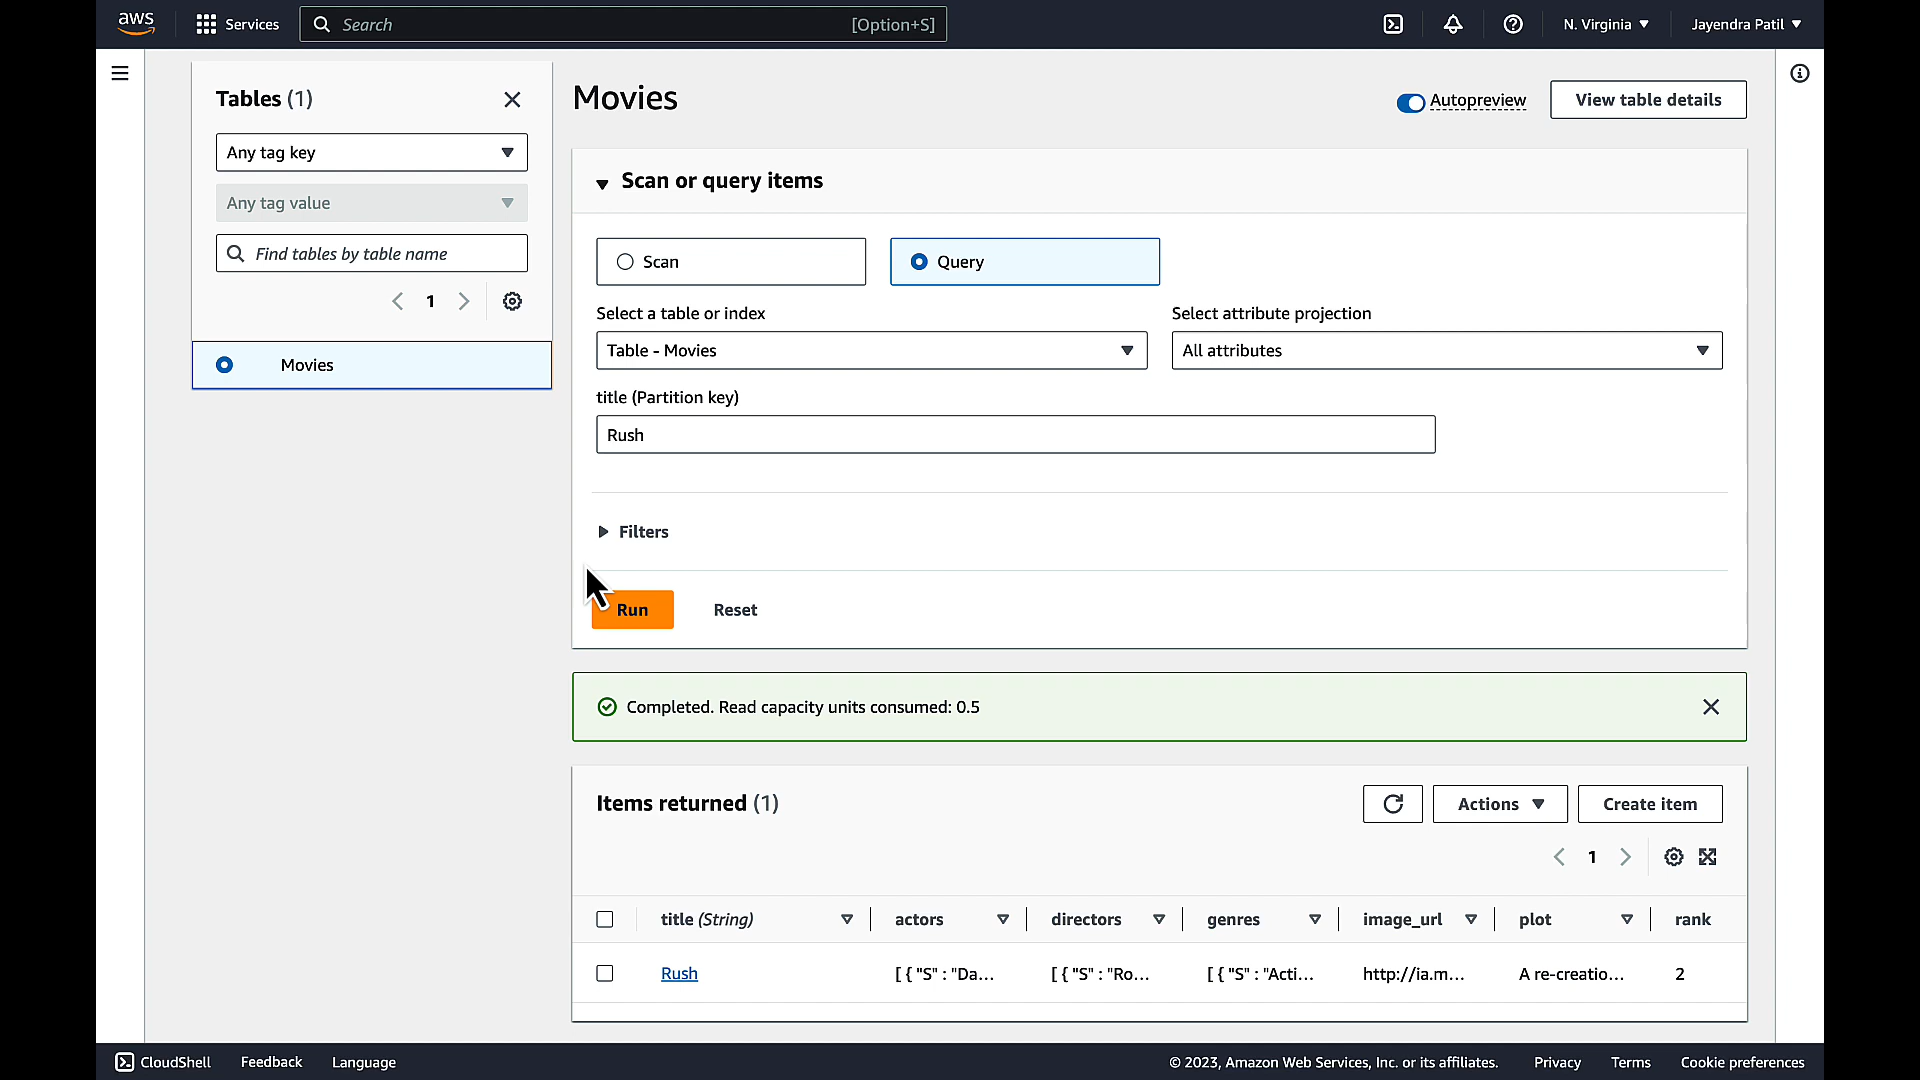 aws
Services
Search
[Option+S]
N. Virginia
Jayendra Patil
Tables (1)
Any tag key
Any tag value
Find tables by table name
1
Movies
Movies
Autopreview
View table details
Scan or query items
Scan
Query
Select a table or index
Select attribute projection
Table - Movies
All attributes
title (Partition key)
Rush
Filters
Run
Reset
Completed. Read capacity units consumed: 0.5
Items returned (1)
Actions
Create item
1
title (String)
actors
directors
genres
image_url
plot
rank
Rush
[ { "S" : "Da...
[ { "S" : "Ro...
[ { "S" : "Acti...
http://ia.m...
A re-creatio...
2
CloudShell
Feedback
Language
© 2023, Amazon Web Services, Inc. or its affiliates.
Privacy
Terms
Cookie preferences